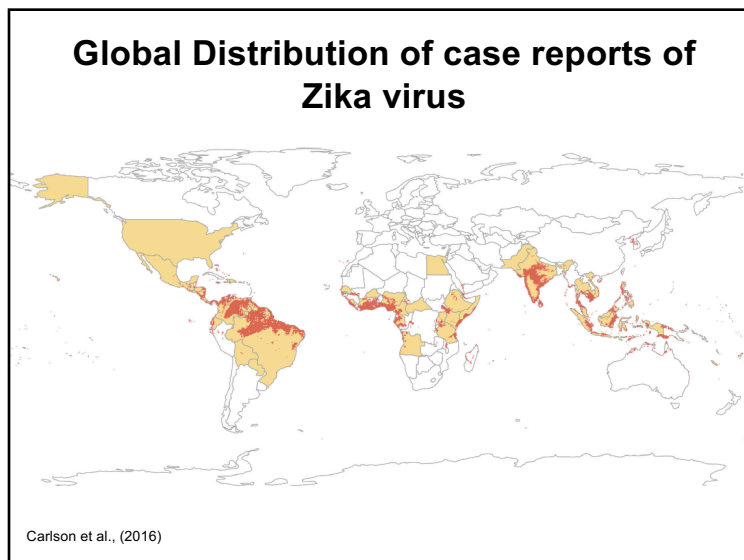 Global Distribution of case reports of
Zika virus
Carlson et al., (2016)